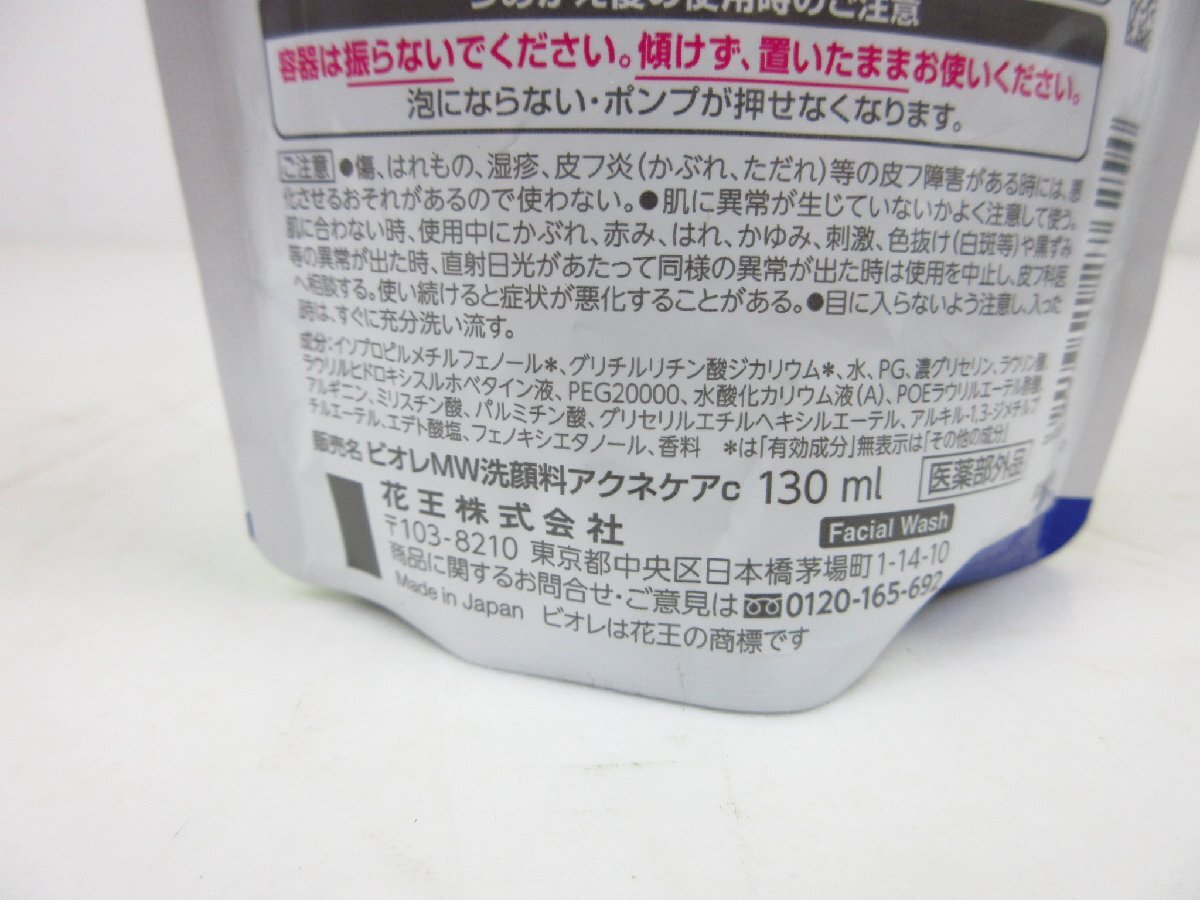 つめかえ後の使用時のご注意
容器は振らないでください。傾けず、置いたままお使いください。
泡にならない・ポンプが押せなくなります。
ご注意 ●傷、はれもの、湿疹、皮フ炎(かぶれ、ただれ)等の皮フ障害がある時には、悪
化させるおそれがあるので使わない。●肌に異常が生じていないかよく注意して使う。
肌に合わない時、使用中にかぶれ、赤み、はれ、かゆみ、刺激、色抜け(白斑等)や黒ずみ
等の異常が出た時、直射日光があたって同様の異常が出た時は使用を中止し、皮フ科医
へ相談する。使い続けると症状が悪化することがある。●目に入らないよう注意し、入った
時は、すぐに充分洗い流す。
成分:イソプロピルメチルフェノール*、グリチルリチン酸ジカリウム*、水、PG、濃グリセリン、ラウリン酸、
ラウリルヒドロキシスルホベタイン液、PEG20000、水酸化カリウム液(A)、POEラウリルエーテル酢酸、
アルギニン、ミリスチン酸、パルミチン酸、グリセリルエチルヘキシルエーテル、アルキル-1,3-ジメチルブ
チルエーテル、エデト酸塩、フェノキシエタノール、香料 *は「有効成分」無表示は「その他の成分」
販売名 ビオレMW洗顔料アクネケアc 130 ml 医薬部外品
花王株式会社 Facial Wash
〒103-8210 東京都中央区日本橋茅場町1-14-10
商品に関するお問合せ・ご意見は 0120-165-692
Made in Japan ビオレは花王の商標です